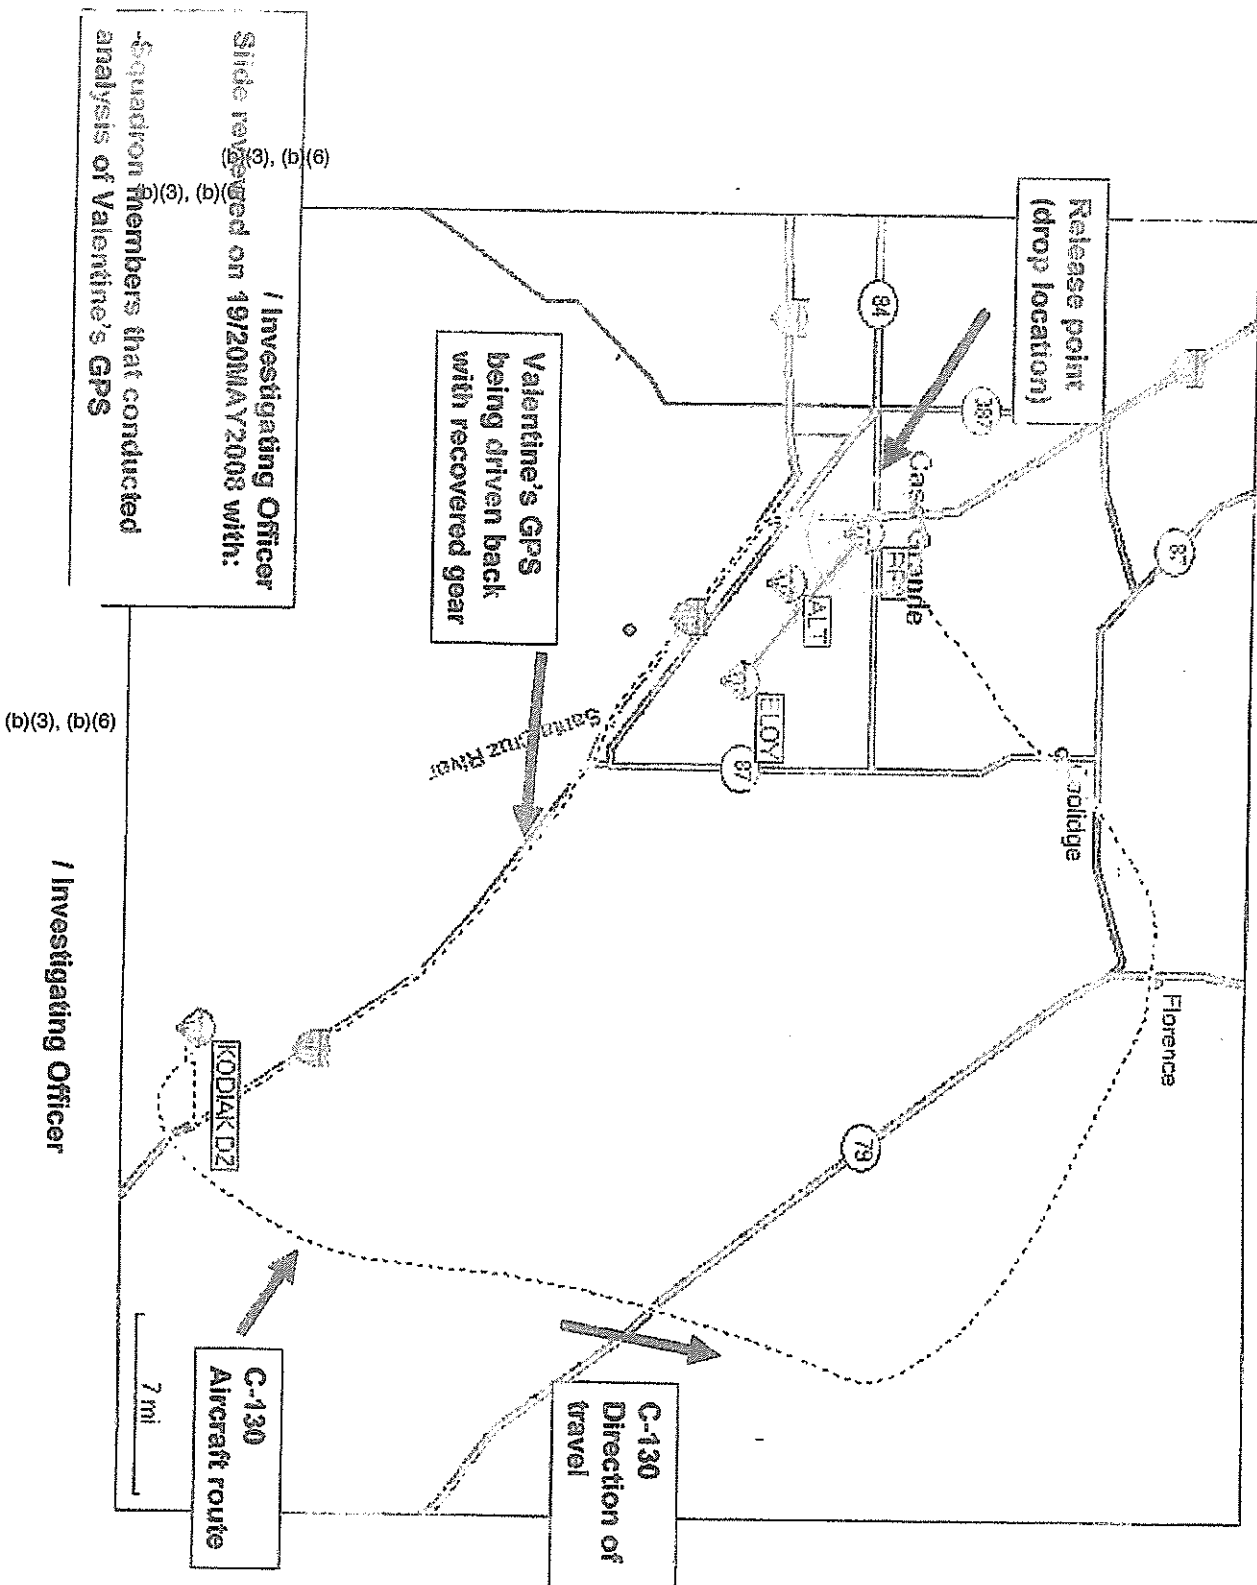 Release point
(drop location)
87
387
84
Casa Grande
RP
ALT
ELOY
87
Coolidge
Florence
79
Santa Cruz River
KODIAK DZ
Valentine's GPS
being driven back
with recovered gear
C-130
Direction of
travel
C-130
Aircraft route
7 mi
(b)(3), (b)(6)
/ Investigating Officer
Slide reviewed on 19/20MAY2008 with:
(b)(3), (b)(6)
-Squadron members that conducted
analysis of Valentine's GPS
(b)(3), (b)(6)
/ Investigating Officer